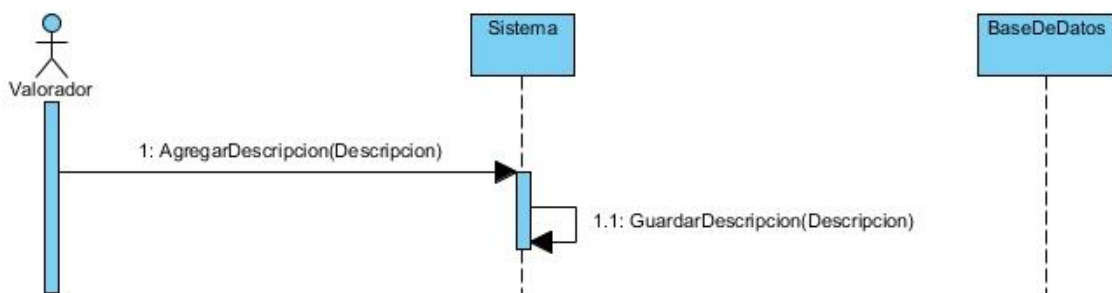 Sistema
BaseDeDatos
Valorador
1: AgregarDescripcion(Descripcion)
1.1: GuardarDescripcion(Descripcion)